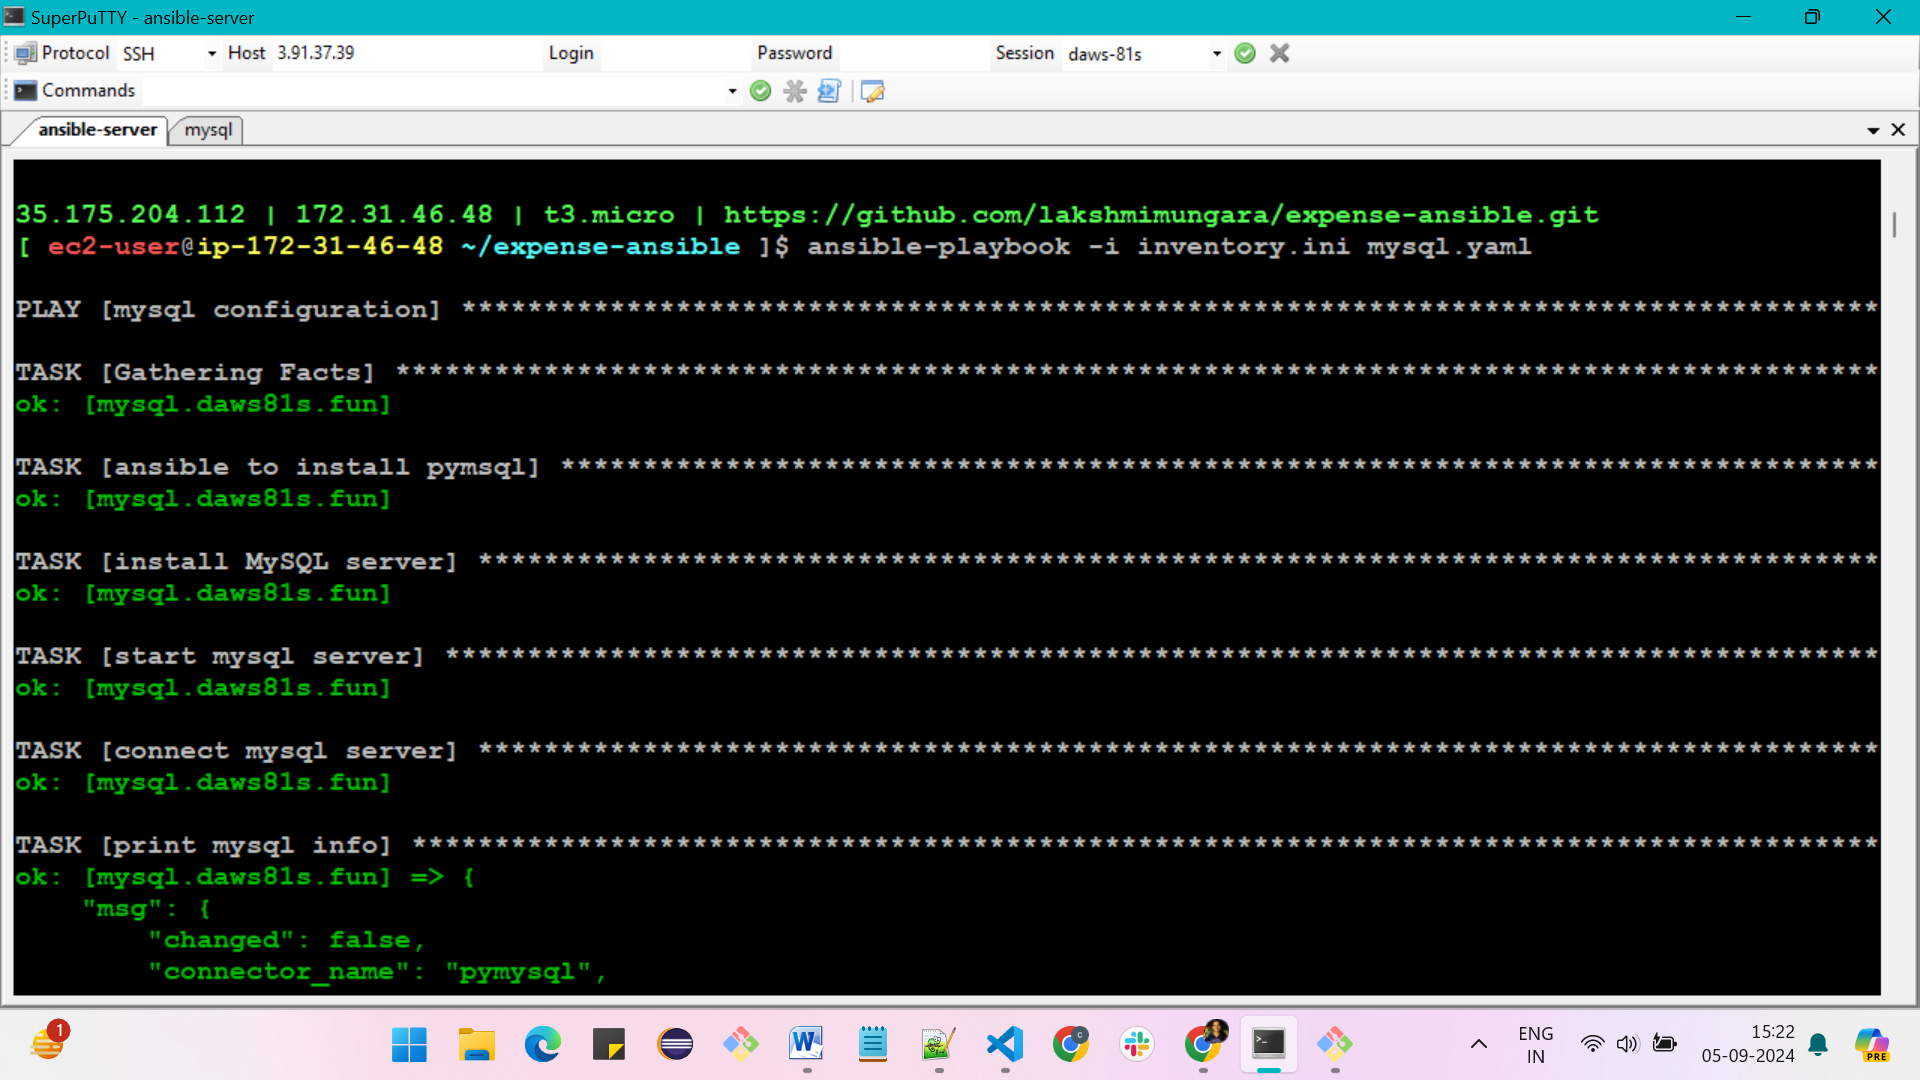 SuperPuTTY - ansible-server
Protocol SSH Host 3.91.37.39 Login Password Session daws-81s
Commands
ansible-server mysql
35.175.204.112 | 172.31.46.48 | t3.micro | https://github.com/lakshmimungara/expense-ansible.git
[ ec2-user@ip-172-31-46-48 ~/expense-ansible ]$ ansible-playbook -i inventory.ini mysql.yaml
PLAY [mysql configuration] **************************************************************************************
TASK [Gathering Facts] ******************************************************************************************
ok: [mysql.daws81s.fun]
TASK [ansible to install pymsql] ********************************************************************************
ok: [mysql.daws81s.fun]
TASK [install MySQL server] *************************************************************************************
ok: [mysql.daws81s.fun]
TASK [start mysql server] ***************************************************************************************
ok: [mysql.daws81s.fun]
TASK [connect mysql server] *************************************************************************************
ok: [mysql.daws81s.fun]
TASK [print mysql info] *****************************************************************************************
ok: [mysql.daws81s.fun] => {
"msg": {
"changed": false,
"connector_name": "pymysql",
1
ENG
IN
15:22
05-09-2024
PRE